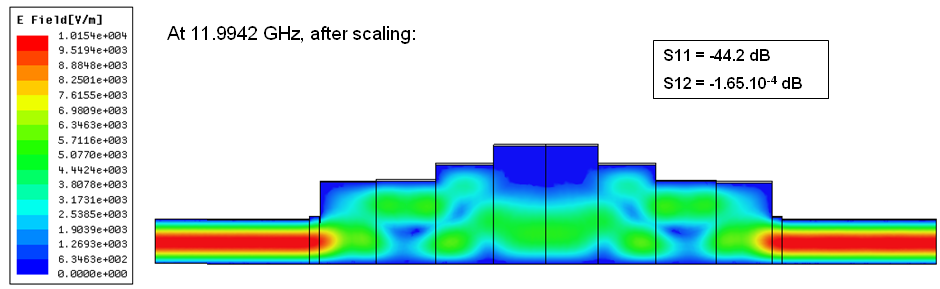 E Field[V/m]
1.0154e+004
9.5194e+003
8.8848e+003
8.2501e+003
7.6155e+003
6.9809e+003
6.3463e+003
5.7116e+003
5.0770e+003
4.4424e+003
3.8078e+003
3.1731e+003
2.5385e+003
1.9039e+003
1.2693e+003
6.3463e+002
0.0000e+000
At 11.9942 GHz, after scaling:
S11 = -44.2 dB
S12 = -1.65.10⁻⁴ dB